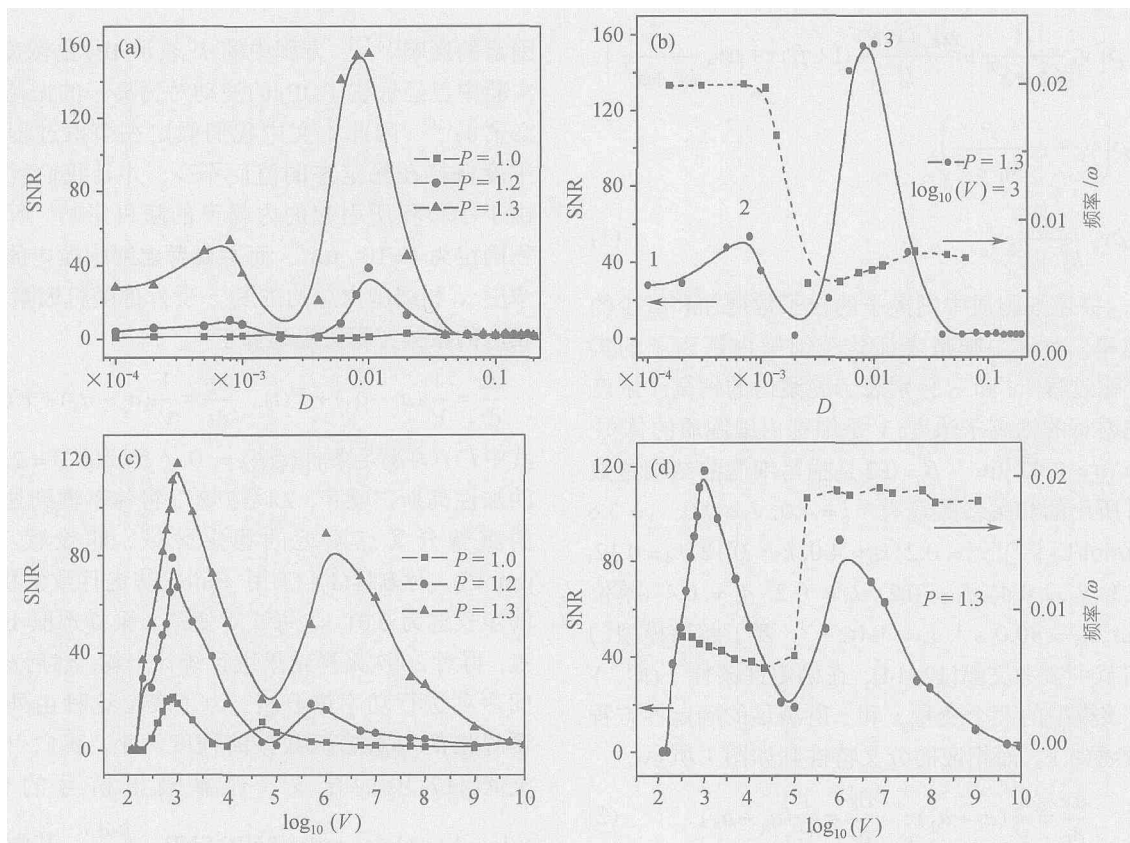 (a)
160
120
80
40
0
SNR
P = 1.0
P = 1.2
P = 1.3
×10⁻⁴
×10⁻³
0.01
0.1
D
(b)
160
140
120
100
80
60
40
20
0
SNR
1
2
3
P = 1.3
log₁₀(V) = 3
0.02
0.01
0.00
频率/ω
×10⁻⁴
×10⁻³
0.01
0.1
D
(c)
120
80
40
0
SNR
P = 1.0
P = 1.2
P = 1.3
2 3 4 5 6 7 8 9 10
log₁₀(V)
(d)
120
80
40
0
SNR
P = 1.3
0.02
0.01
0.00
频率/ω
2 3 4 5 6 7 8 9 10
log₁₀(V)